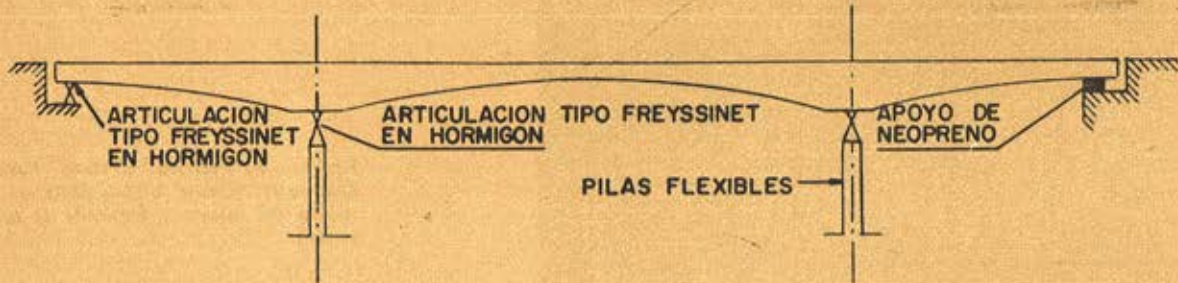 ARTICULACION
TIPO FREYSSINET
EN HORMIGON
ARTICULACION TIPO FREYSSINET
EN HORMIGON
APOYO DE
NEOPRENO
PILAS FLEXIBLES